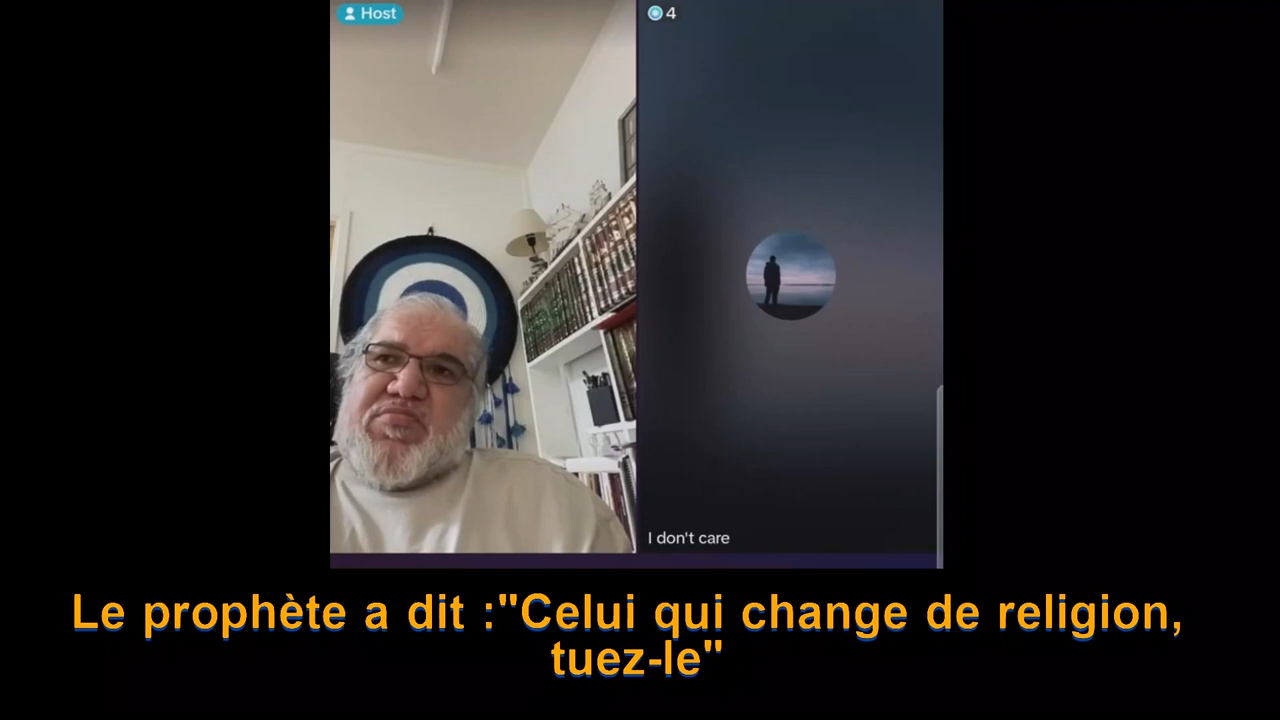 Host
4
I don't care
Le prophète a dit :"Celui qui change de religion,
tuez-le"